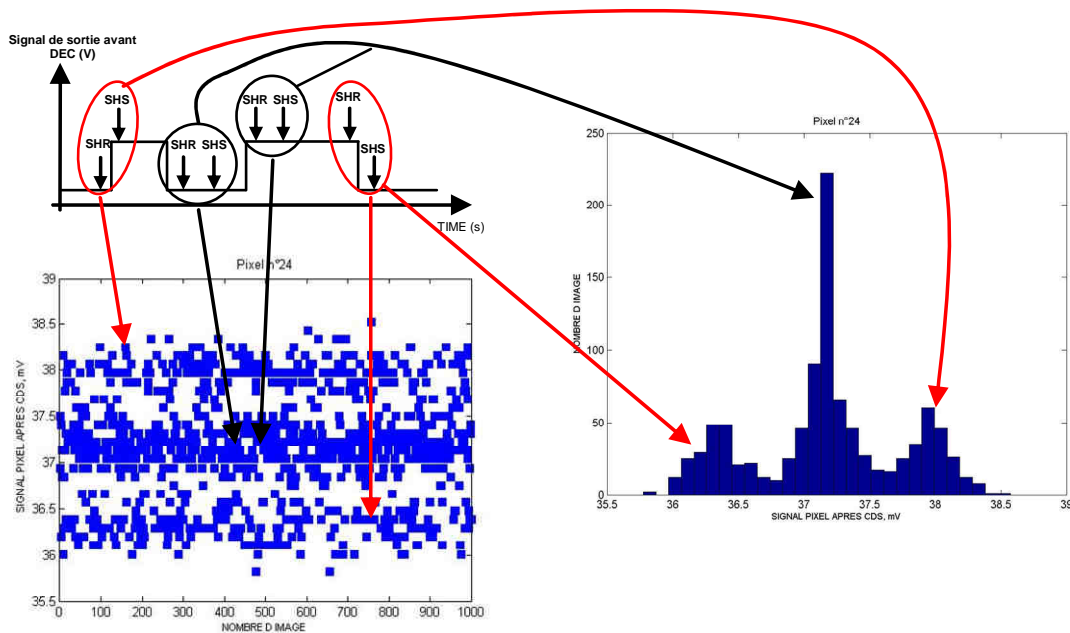 Signal de sortie avant
DEC (V)
SHS
SHR
SHR SHS
SHR SHS
SHR
SHS
TIME (s)
Pixel n°24
39
38.5
38
37.5
37
36.5
36
35.5
SIGNAL PIXEL APRES CDS, mV
0 100 200 300 400 500 600 700 800 900 1000
NOMBRE D IMAGE
Pixel n°24
250
200
150
100
50
0
NOMBRE D IMAGE
35.5 36 36.5 37 37.5 38 38.5 39
SIGNAL PIXEL APRES CDS, mV